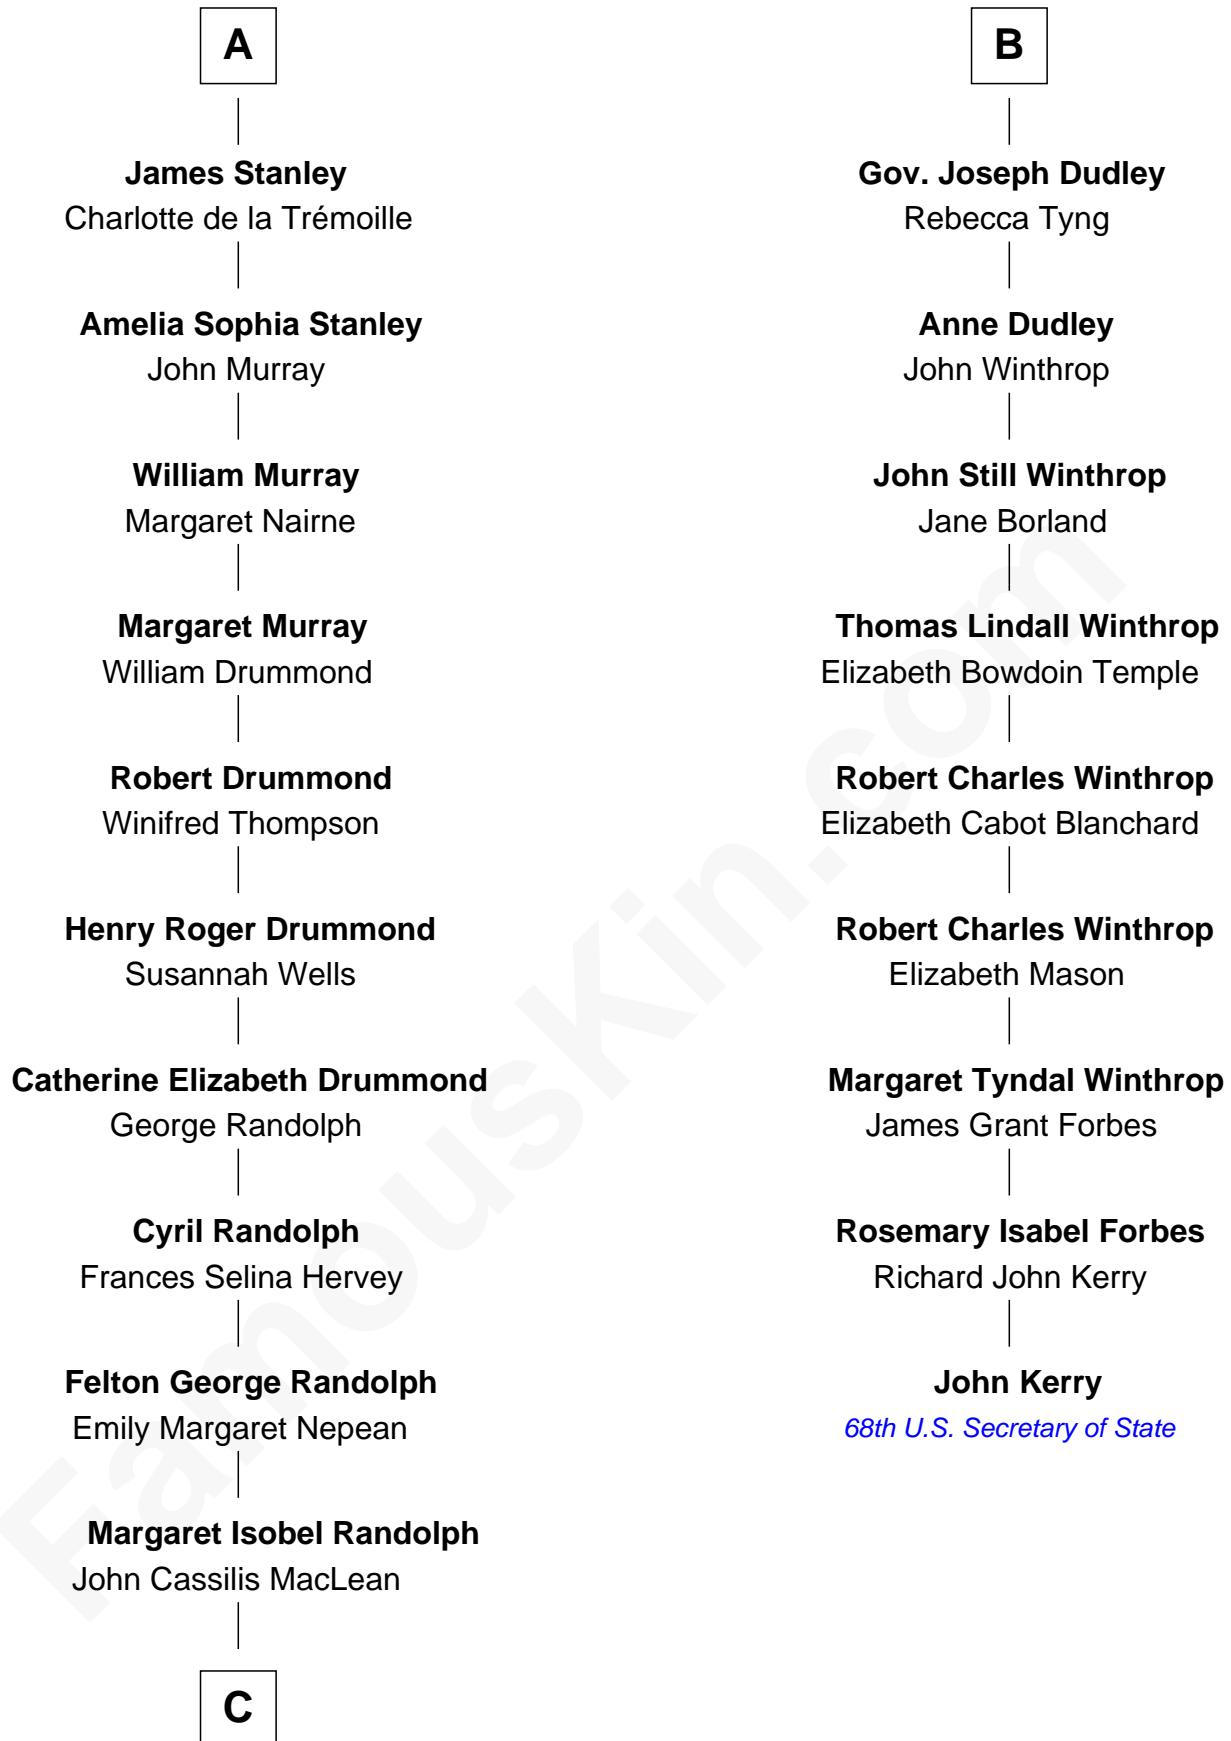 A
James Stanley
Charlotte de la Trémoille
Amelia Sophia Stanley
John Murray
William Murray
Margaret Nairne
Margaret Murray
William Drummond
Robert Drummond
Winifred Thompson
Henry Roger Drummond
Susannah Wells
Catherine Elizabeth Drummond
George Randolph
Cyril Randolph
Frances Selina Hervey
Felton George Randolph
Emily Margaret Nepean
Margaret Isobel Randolph
John Cassilis MacLean
C
B
Gov. Joseph Dudley
Rebecca Tyng
Anne Dudley
John Winthrop
John Still Winthrop
Jane Borland
Thomas Lindall Winthrop
Elizabeth Bowdoin Temple
Robert Charles Winthrop
Elizabeth Cabot Blanchard
Robert Charles Winthrop
Elizabeth Mason
Margaret Tyndal Winthrop
James Grant Forbes
Rosemary Isabel Forbes
Richard John Kerry
John Kerry
68th U.S. Secretary of State
FamousKin.com